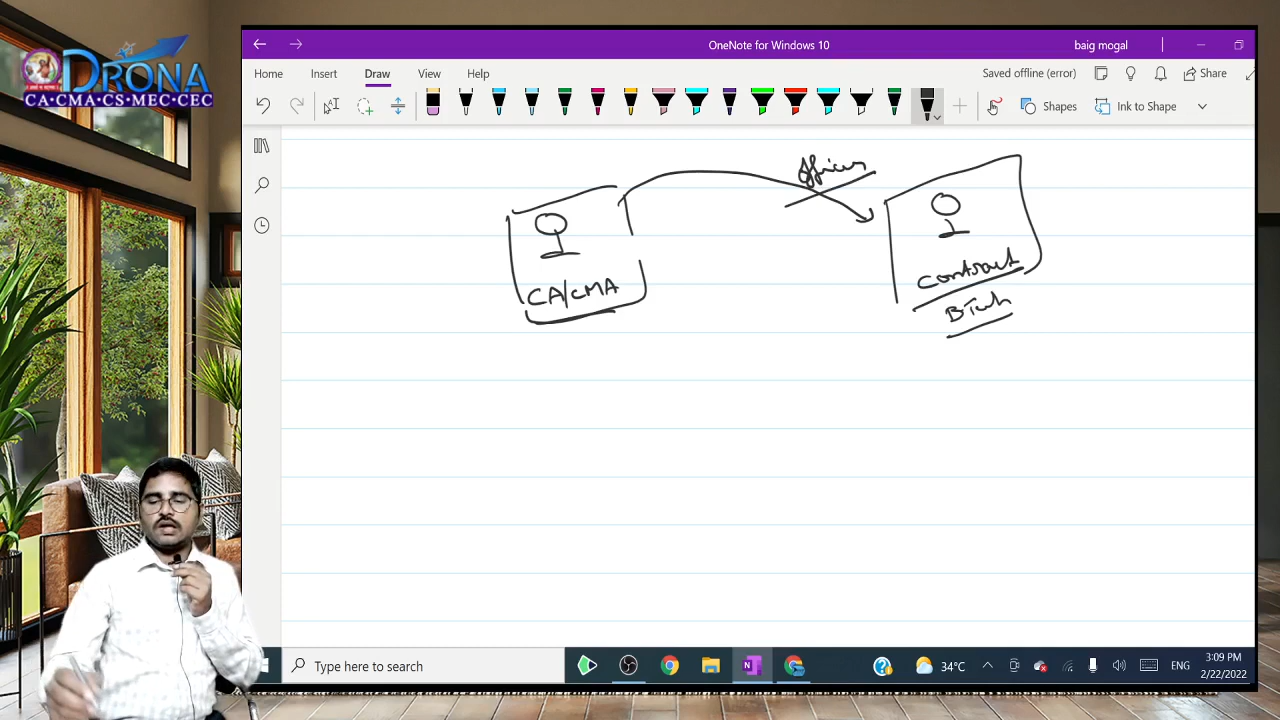 DRONA
CA•CMA•CS•MEC•CEC
OneNote for Windows 10
baig mogal
Home
Insert
Draw
View
Help
Saved offline (error)
Share
Shapes
Ink to Shape
CA/CMA
contract
BTech
Type here to search
N
34°C
ENG
3:09 PM
2/22/2022